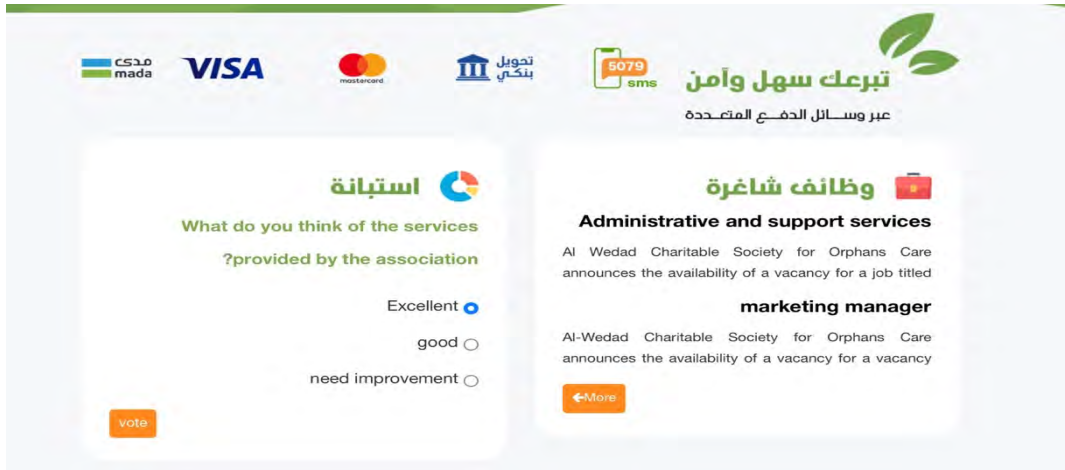 تبرعك سهل وآمن
عبر وســـائل الدفـــع المتعـــددة
5079
sms
تحويل
بنكي
mastercard
VISA
مدى
mada
وظائف شاغرة
Administrative and support services
Al Wedad Charitable Society for Orphans Care
announces the availability of a vacancy for a job titled
marketing manager
Al-Wedad Charitable Society for Orphans Care
announces the availability of a vacancy for a vacancy
More
استبانة
What do you think of the services
?provided by the association
Excellent
good
need improvement
vote